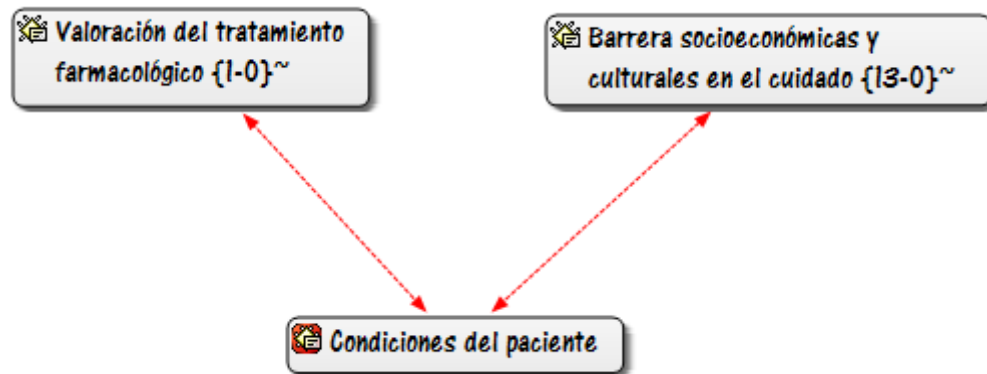 Valoración del tratamiento
farmacológico {1-0}~
Barrera socioeconómicas y
culturales en el cuidado {13-0}~
Condiciones del paciente